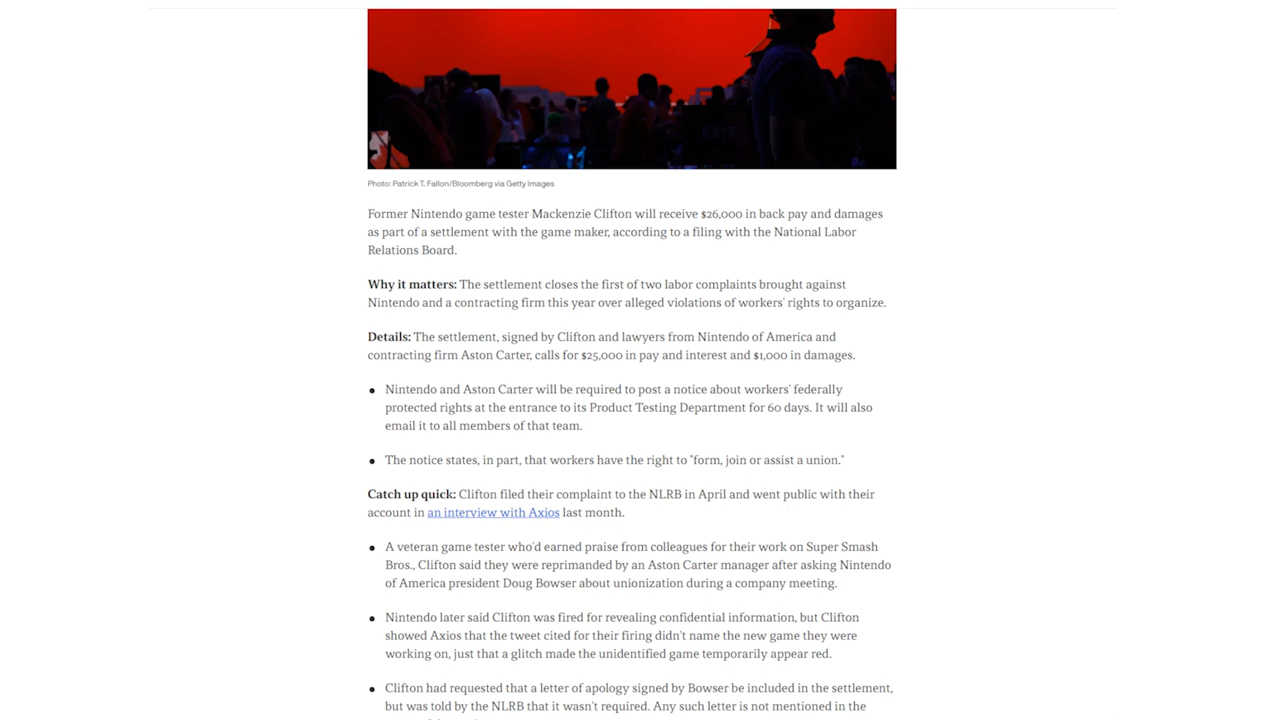 EXIT
Photo: Patrick T. Fallon/Bloomberg via Getty Images
Former Nintendo game tester Mackenzie Clifton will receive $26,000 in back pay and damages
as part of a settlement with the game maker, according to a filing with the National Labor
Relations Board.
Why it matters: The settlement closes the first of two labor complaints brought against
Nintendo and a contracting firm this year over alleged violations of workers' rights to organize.
Details: The settlement, signed by Clifton and lawyers from Nintendo of America and
contracting firm Aston Carter, calls for $25,000 in pay and interest and $1,000 in damages.
● Nintendo and Aston Carter will be required to post a notice about workers' federally
protected rights at the entrance to its Product Testing Department for 60 days. It will also
email it to all members of that team.
● The notice states, in part, that workers have the right to "form, join or assist a union."
Catch up quick: Clifton filed their complaint to the NLRB in April and went public with their
account in an interview with Axios last month.
● A veteran game tester who'd earned praise from colleagues for their work on Super Smash
Bros., Clifton said they were reprimanded by an Aston Carter manager after asking Nintendo
of America president Doug Bowser about unionization during a company meeting.
● Nintendo later said Clifton was fired for revealing confidential information, but Clifton
showed Axios that the tweet cited for their firing didn't name the new game they were
working on, just that a glitch made the unidentified game temporarily appear red.
● Clifton had requested that a letter of apology signed by Bowser be included in the settlement,
but was told by the NLRB that it wasn't required. Any such letter is not mentioned in the